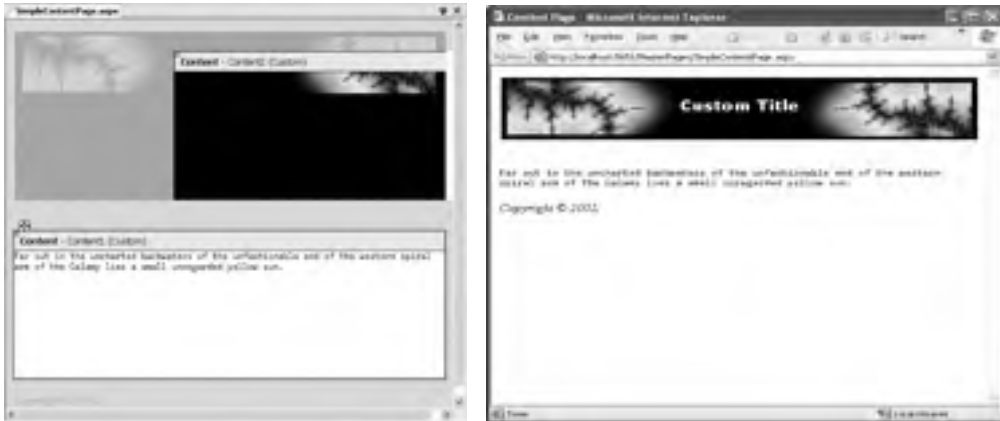 SimpleContentPage.aspx
Content - Content2 (Custom)
Content - Content1 (Custom)
Far out in the uncharted backwaters of the unfashionable end of the western spiral
arm of the Galaxy lies a small unregarded yellow sun.
Content Page - Microsoft Internet Explorer
File Edit View Favorites Tools Help
Search
Custom Title
Far out in the uncharted backwaters of the unfashionable end of the western
spiral arm of the Galaxy lies a small unregarded yellow sun.
Copyright ©
Done
Local intranet